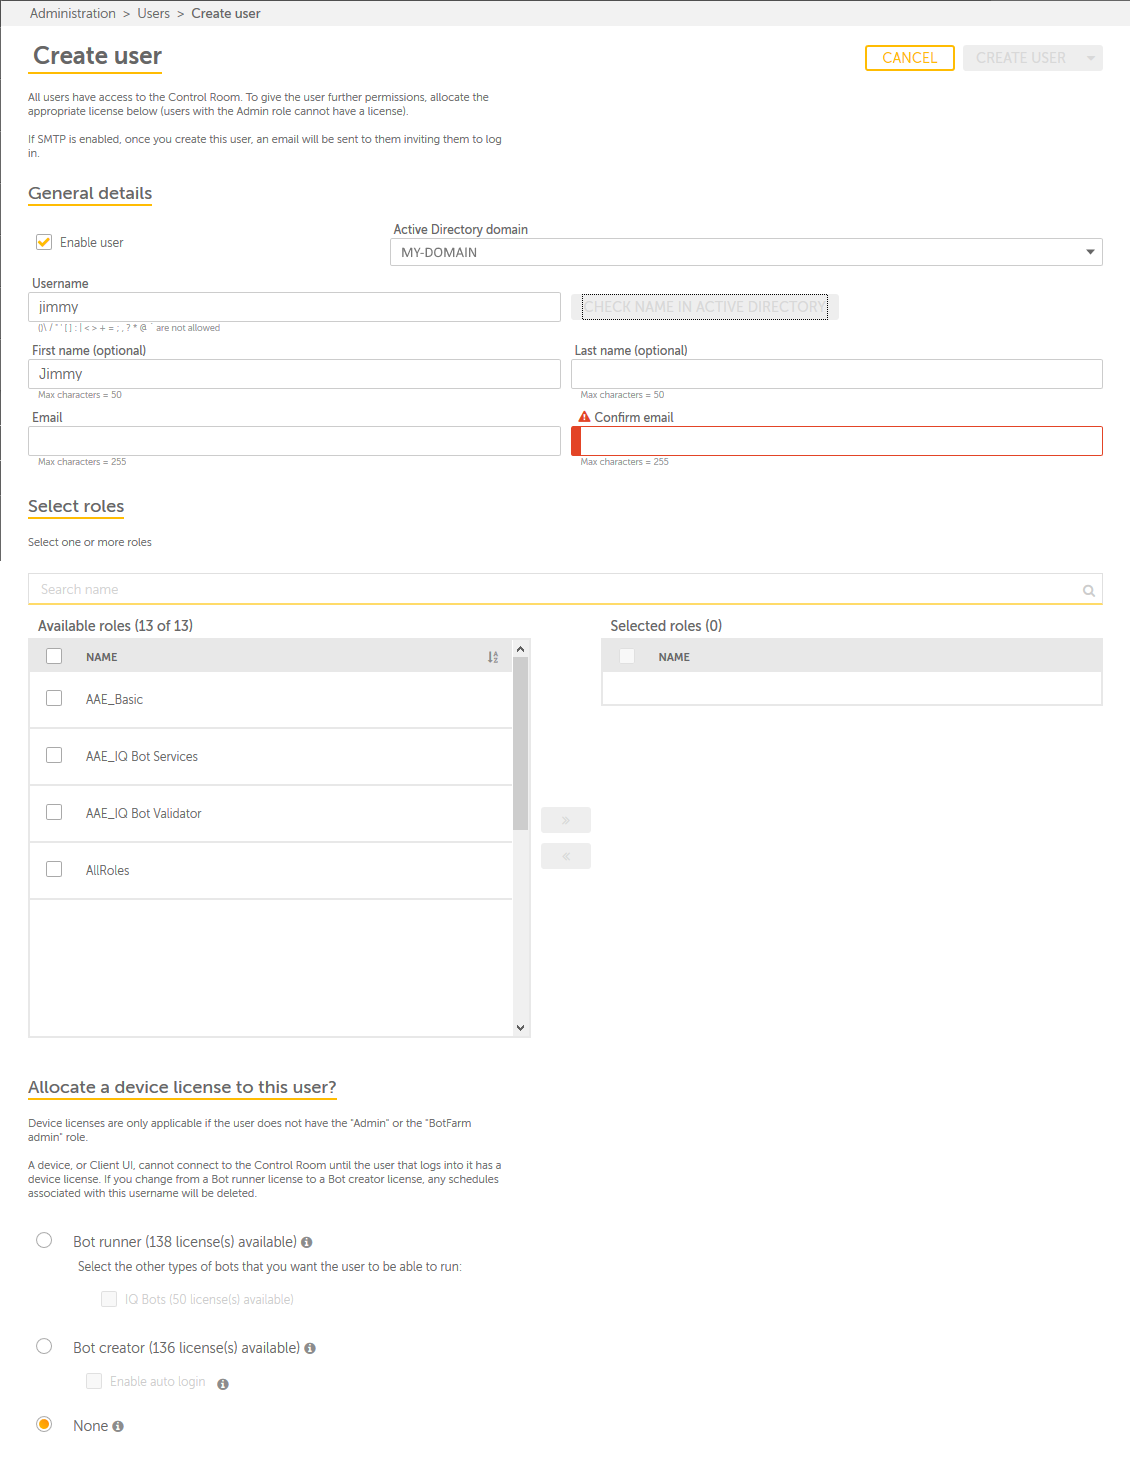 Administration > Users > Create user
Create user
CANCEL
CREATE USER
All users have access to the Control Room. To give the user further permissions, allocate the
appropriate license below (users with the Admin role cannot have a license).
If SMTP is enabled, once you create this user, an email will be sent to them inviting them to log
in.
General details
Enable user
Active Directory domain
MY-DOMAIN
Username
jimmy
CHECK NAME IN ACTIVE DIRECTORY
()\ / " ' [ ] : | < > + = ; , ? * @ ` are not allowed
First name (optional)
Last name (optional)
Jimmy
Max characters = 50
Max characters = 50
Email
Confirm email
Max characters = 255
Max characters = 255
Select roles
Select one or more roles
Search name
Available roles (13 of 13)
Selected roles (0)
NAME
NAME
AAE_Basic
AAE_IQ Bot Services
AAE_IQ Bot Validator
AllRoles
Allocate a device license to this user?
Device licenses are only applicable if the user does not have the "Admin" or the "BotFarm
admin" role.
A device, or Client UI, cannot connect to the Control Room until the user that logs into it has a
device license. If you change from a Bot runner license to a Bot creator license, any schedules
associated with this username will be deleted.
Bot runner (138 license(s) available)
Select the other types of bots that you want the user to be able to run:
IQ Bots (50 license(s) available)
Bot creator (136 license(s) available)
Enable auto login
None